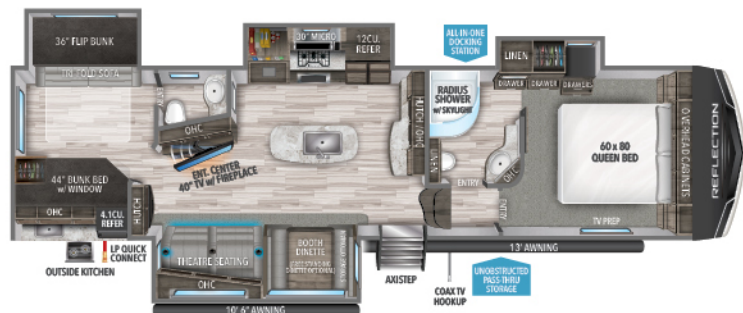 36" FLIP BUNK
TRI-FOLD SOFA
30" MICRO
12CU.
REFER
ALL-IN-ONE
DOCKING
STATION
LINEN
DRAWER
DRAWER
DRAWERS
RADIUS
SHOWER
w/ SKYLIGHT
OHC
ENT. CENTER
40" TV w/ FIREPLACE
LINEN
60 x 80
QUEEN BED
OVERHEAD CABINETS
REFLECTION
44" BUNK BED
w/ WINDOW
OHC
4.1CU.
REFER
HUTCH
ENTRY
ENTRY
OHC
TV PREP
THEATRE SEATING
OHC
BOOTH
DINETTE
LP QUICK
CONNECT
OUTSIDE KITCHEN
10' 6" AWNING
AXISTEP
13' AWNING
COAX TV
HOOKUP
UNOBSTRUCTED
PASS-THRU
STORAGE